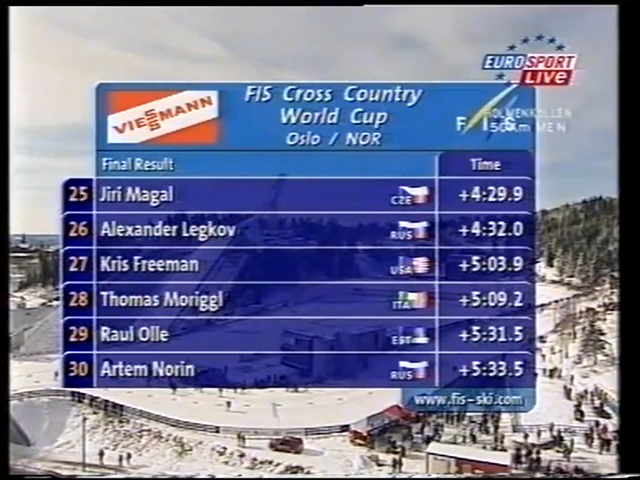 EUROSPORT
LIVE
VIESSMANN
FIS Cross Country
World Cup
Oslo / NOR
FIS
HOLMENKOLLEN
50km MEN
Final Result Time
25 Jiri Magal CZE +4:29.9
26 Alexander Legkov RUS +4:32.0
27 Kris Freeman USA +5:03.9
28 Thomas Moriggl ITA +5:09.2
29 Raul Olle EST +5:31.5
30 Artem Norin RUS +5:33.5
www.fis-ski.com